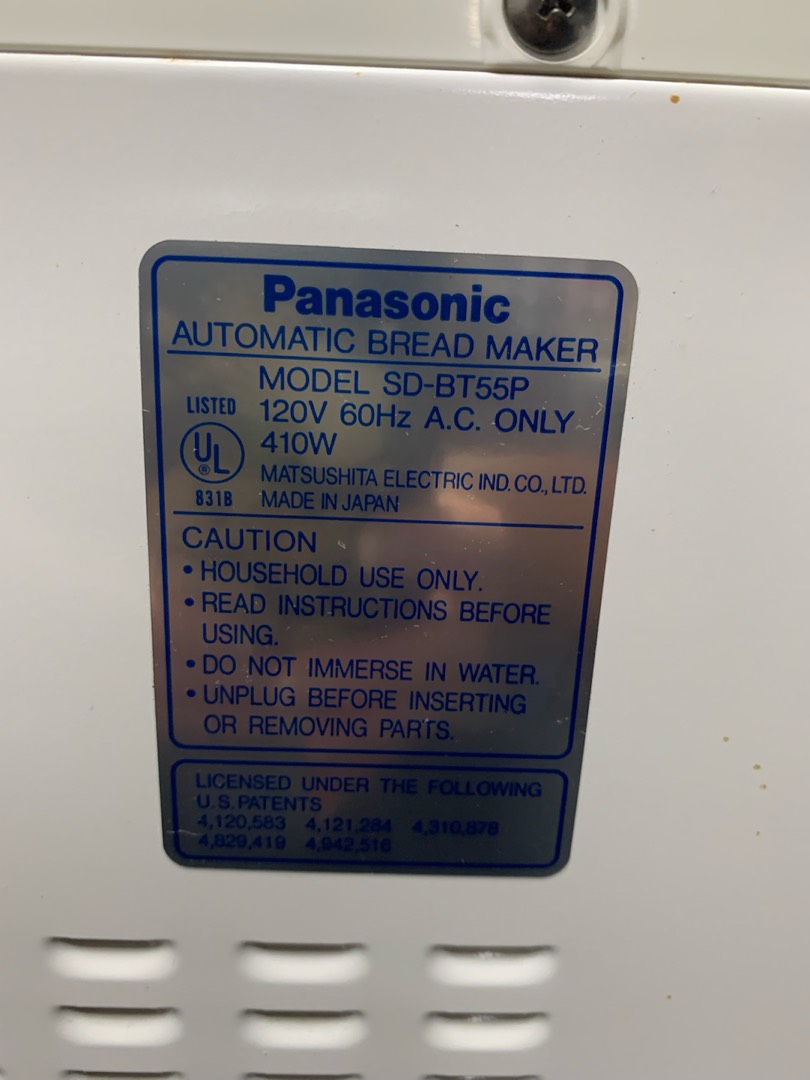 Panasonic
AUTOMATIC BREAD MAKER
MODEL SD-BT55P
LISTED
120V 60Hz A.C. ONLY
UL
®
410W
MATSUSHITA ELECTRIC IND. CO., LTD.
831B
MADE IN JAPAN
CAUTION
• HOUSEHOLD USE ONLY.
• READ INSTRUCTIONS BEFORE
USING.
• DO NOT IMMERSE IN WATER.
• UNPLUG BEFORE INSERTING
OR REMOVING PARTS.
LICENSED UNDER THE FOLLOWING
U.S. PATENTS
4,120,583 4,121,284 4,310,878
4,829,419 4,942,516